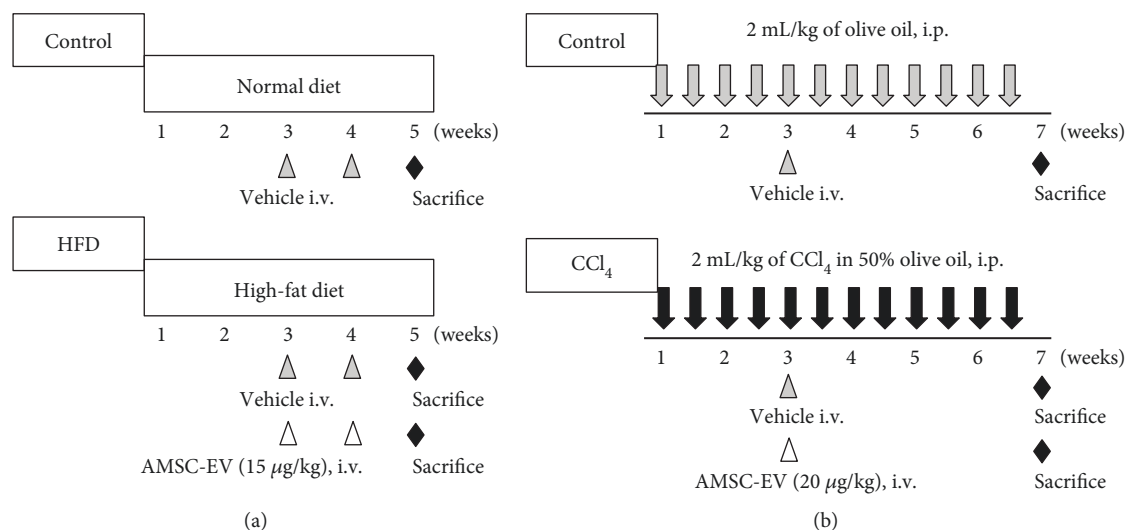 Control
Normal diet
1 2 3 4 5 (weeks)
Vehicle i.v. Sacrifice
HFD
High-fat diet
1 2 3 4 5 (weeks)
Vehicle i.v. Sacrifice
AMSC-EV (15 µg/kg), i.v. Sacrifice
(a)
Control
2 mL/kg of olive oil, i.p.
1 2 3 4 5 6 7 (weeks)
Vehicle i.v. Sacrifice
CCl4
2 mL/kg of CCl4 in 50% olive oil, i.p.
1 2 3 4 5 6 7 (weeks)
Vehicle i.v. Sacrifice
AMSC-EV (20 µg/kg), i.v. Sacrifice
(b)